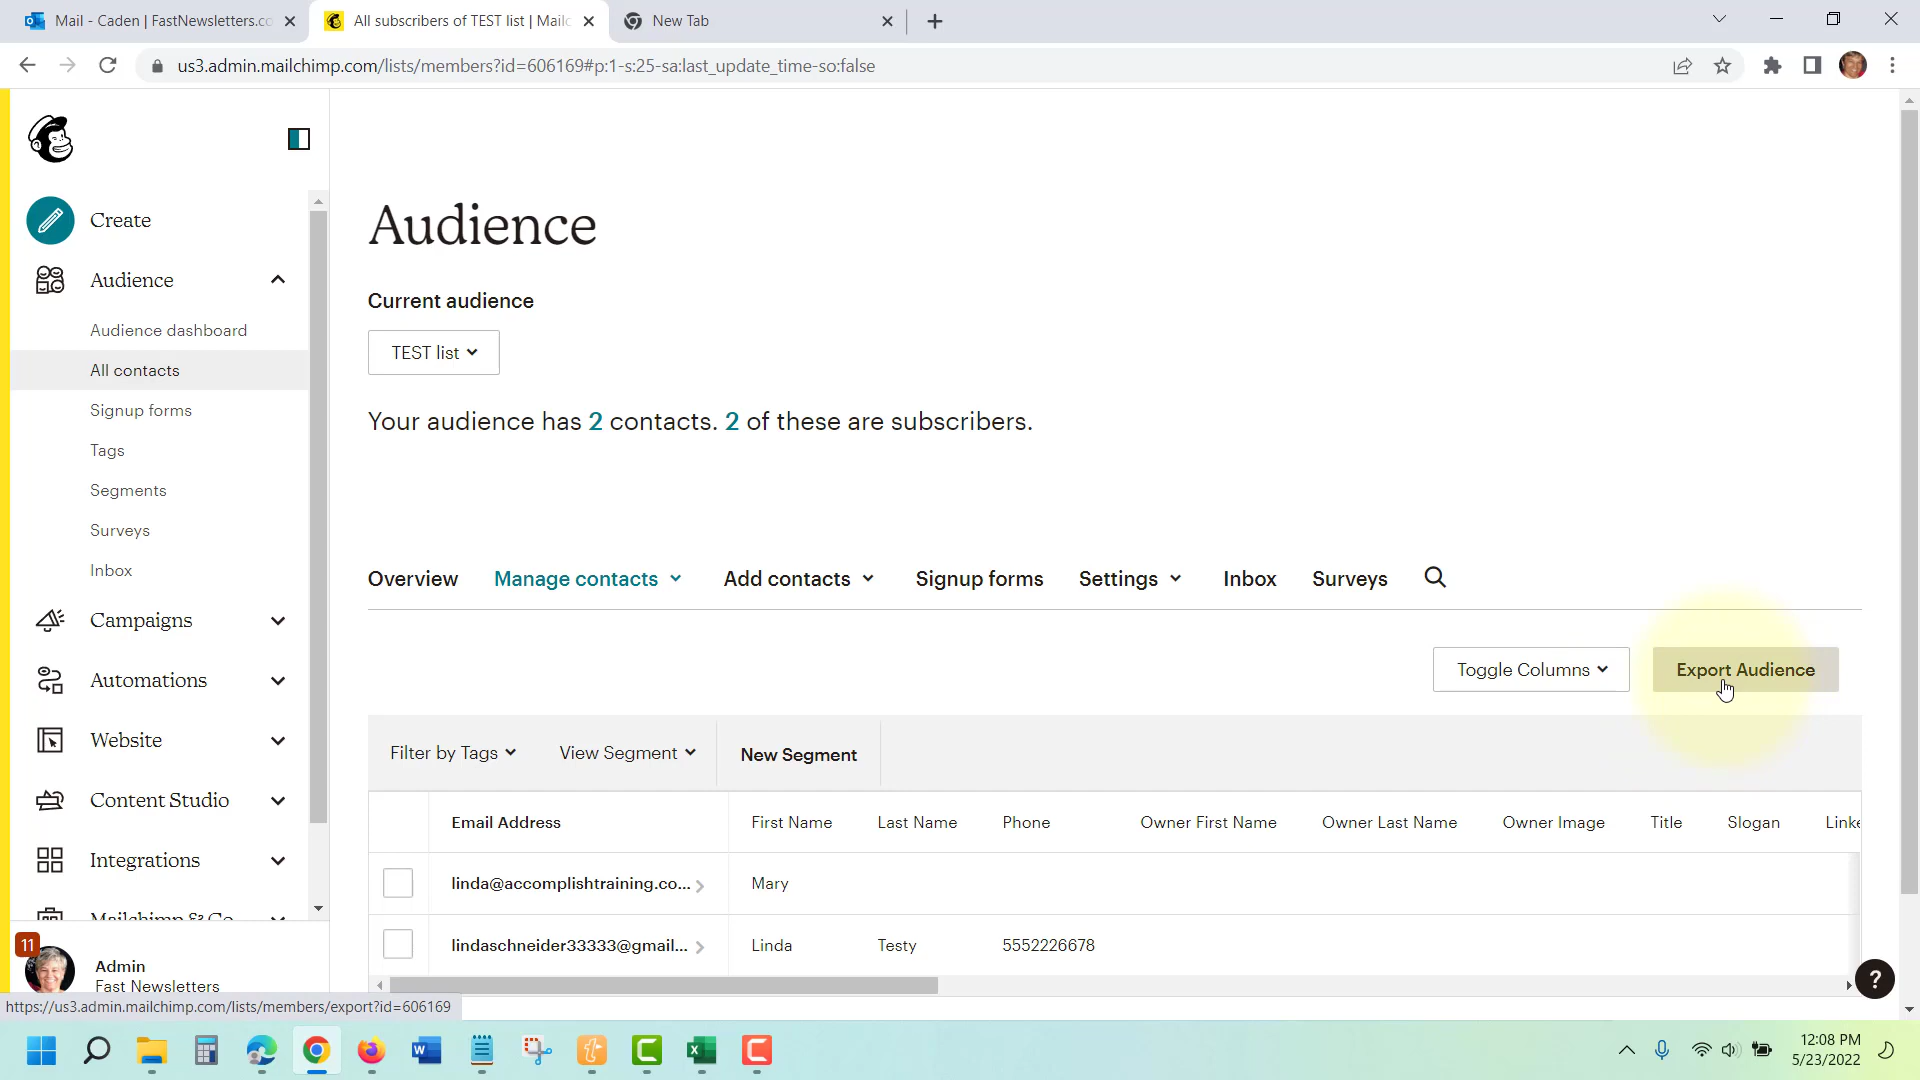 Mail - Caden | FastNewsletters.co
All subscribers of TEST list | Mailc
New Tab
us3.admin.mailchimp.com/lists/members?id=606169#p:1-s:25-sa:last_update_time-so:false
Create
Audience
Audience dashboard
All contacts
Signup forms
Tags
Segments
Surveys
Inbox
Campaigns
Automations
Website
Content Studio
Integrations
Mailchimp & Co
11
Admin
Fast Newsletters
Audience
Current audience
TEST list
Your audience has 2 contacts. 2 of these are subscribers.
Overview Manage contacts Add contacts Signup forms Settings Inbox Surveys
Toggle Columns Export Audience
Filter by Tags View Segment New Segment
Email Address First Name Last Name Phone Owner First Name Owner Last Name Owner Image Title Slogan Linke
linda@accomplishtraining.co... Mary
lindaschneider33333@gmail... Linda Testy 5552226678
?
https://us3.admin.mailchimp.com/lists/members/export?id=606169
12:08 PM
5/23/2022